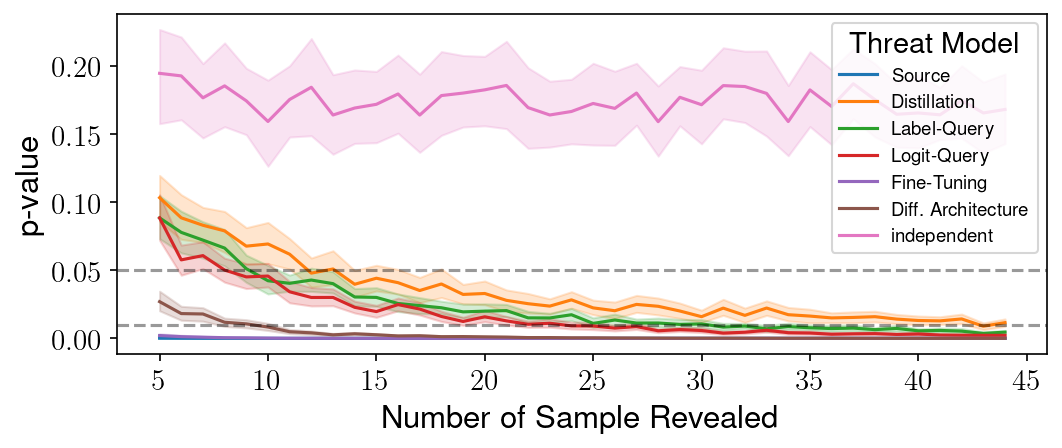 0.20
0.15
0.10
0.05
0.00
p-value
5
10
15
20
25
30
35
40
45
Number of Sample Revealed
Threat Model
Source
Distillation
Label-Query
Logit-Query
Fine-Tuning
Diff. Architecture
independent